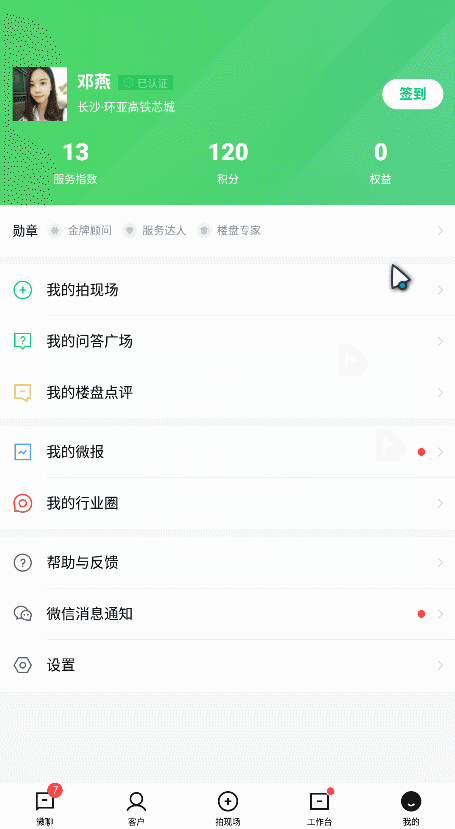 邓燕 已认证
长沙·环亚高铁芯城
签到
13 120 0
服务指数 积分 权益
勋章 金牌顾问 服务达人 楼盘专家
我的拍现场
我的问答广场
我的楼盘点评
我的微报
我的行业圈
帮助与反馈
微信消息通知
设置
7
微聊 客户 拍现场 工作台 我的